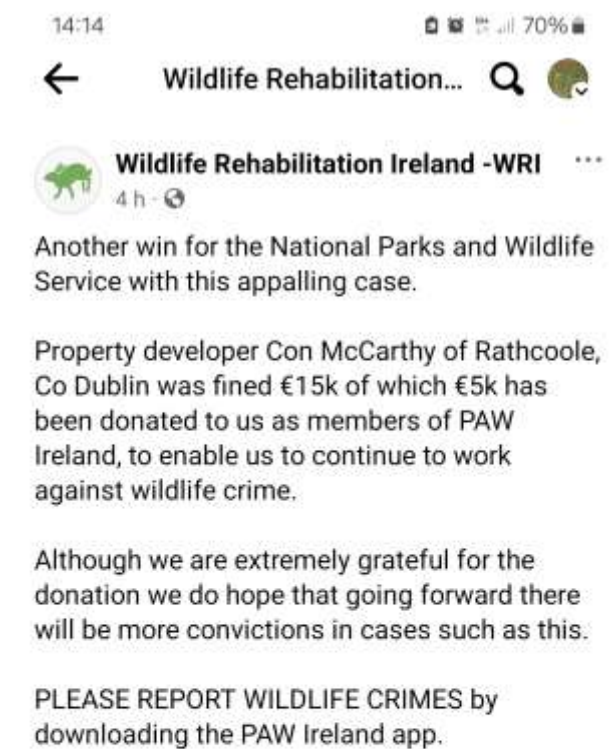 14:14
70%
Wildlife Rehabilitation...
Wildlife Rehabilitation Ireland -WRI
4 h
Another win for the National Parks and Wildlife
Service with this appalling case.
Property developer Con McCarthy of Rathcoole,
Co Dublin was fined €15k of which €5k has
been donated to us as members of PAW
Ireland, to enable us to continue to work
against wildlife crime.
Although we are extremely grateful for the
donation we do hope that going forward there
will be more convictions in cases such as this.
PLEASE REPORT WILDLIFE CRIMES by
downloading the PAW Ireland app.